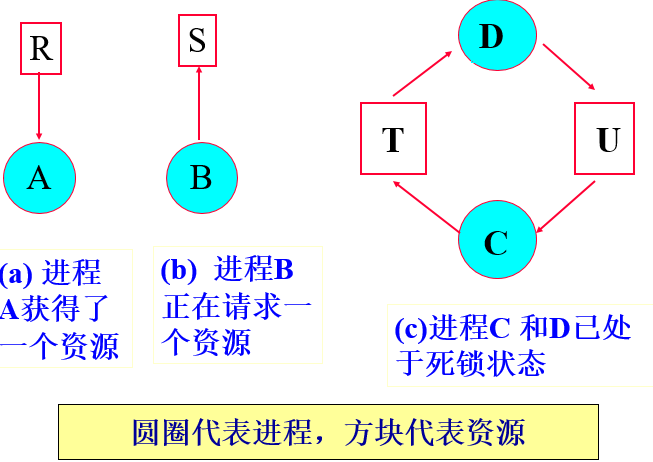 R
S
D
T
U
A
B
C
(a) 进程
A获得了
一个资源
(b) 进程B
正在请求一
个资源
(c)进程C 和D已处
于死锁状态
圆圈代表进程，方块代表资源